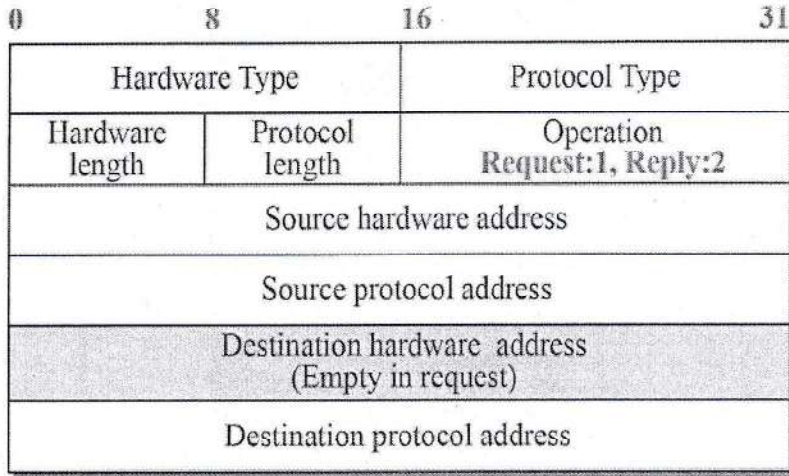 0 8 16 31
Hardware Type Protocol Type
Hardware length Protocol length Operation
Request:1, Reply:2
Source hardware address
Source protocol address
Destination hardware address
(Empty in request)
Destination protocol address